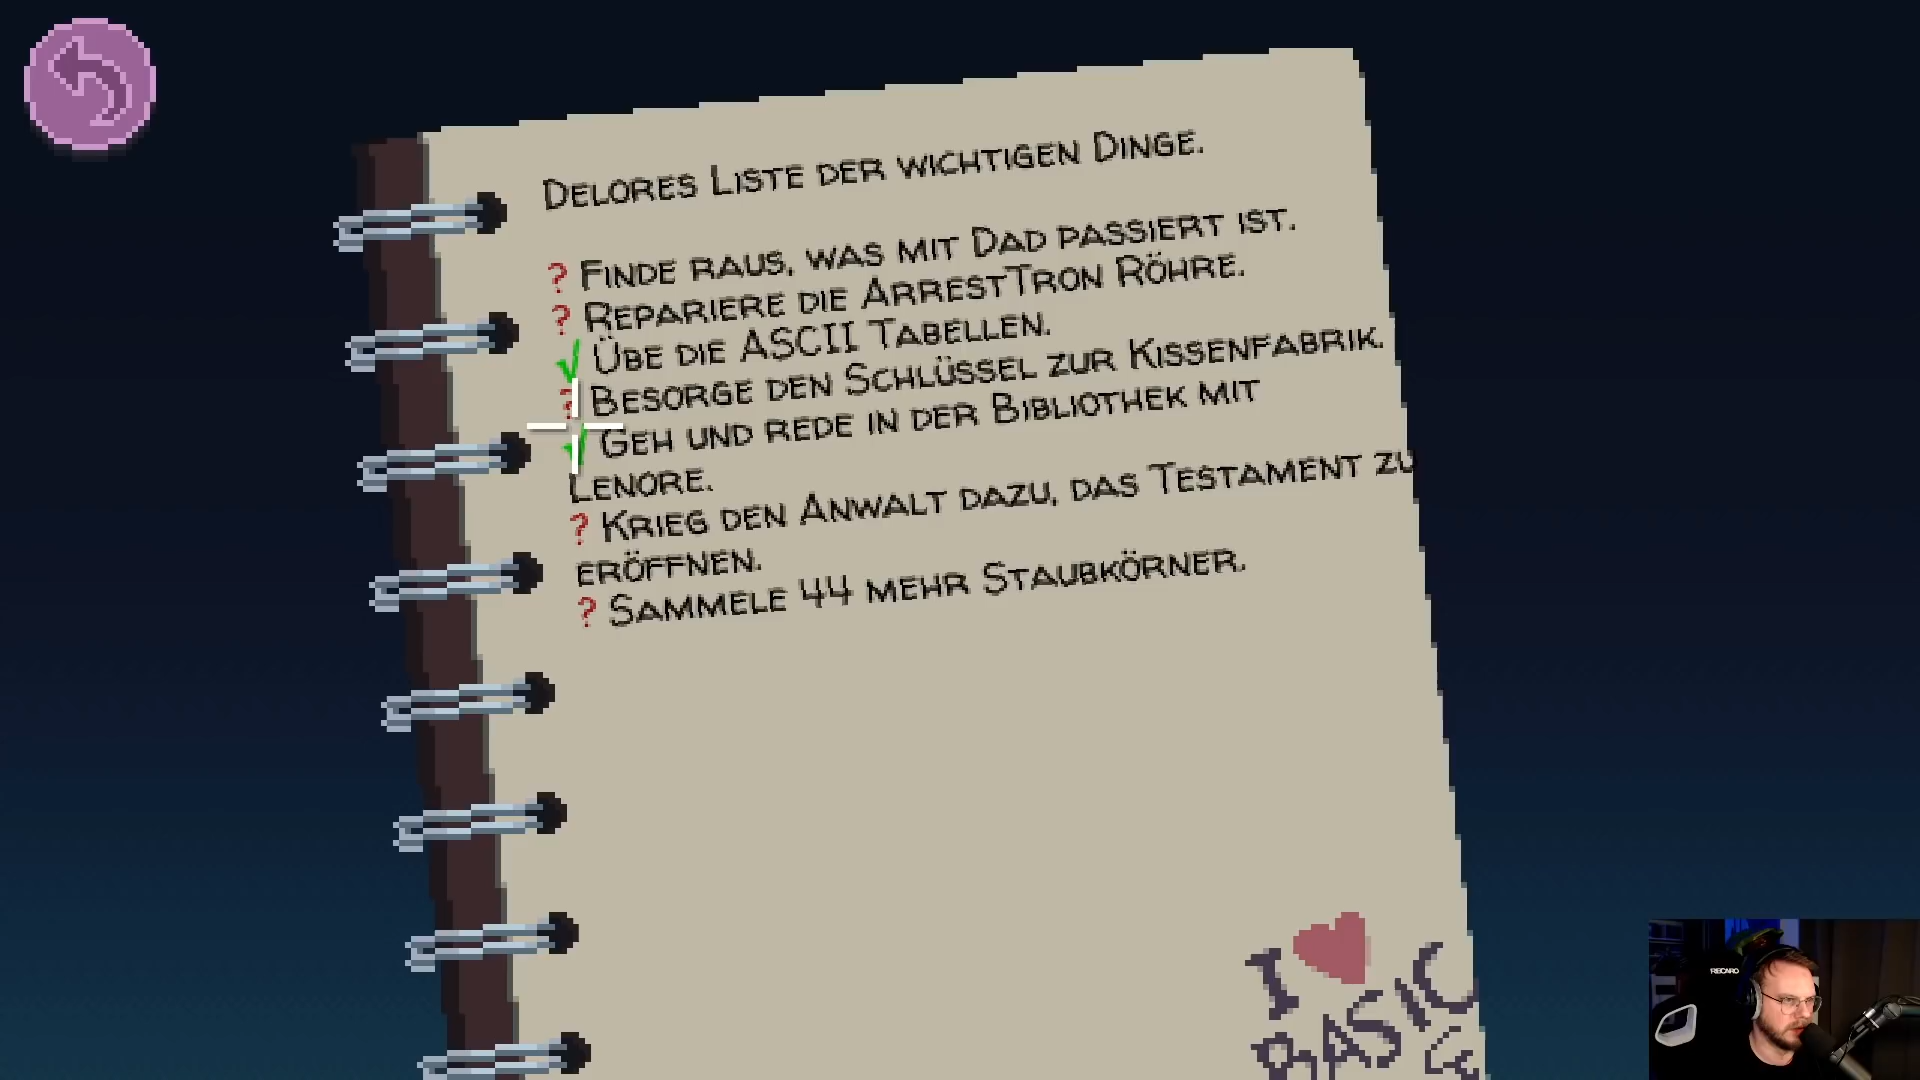 Delores Liste der wichtigen Dinge.
? Finde raus, was mit Dad passiert ist.
? Repariere die ArrestTron Röhre.
√ Übe die ASCII Tabellen.
? Besorge den Schlüssel zur Kissenfabrik.
√ Geh und rede in der Bibliothek mit
Lenore.
? Krieg den Anwalt dazu, das Testament zu
eröffnen.
? Sammele 44 mehr Staubkörner.
I ♥
BASIC
RECARO